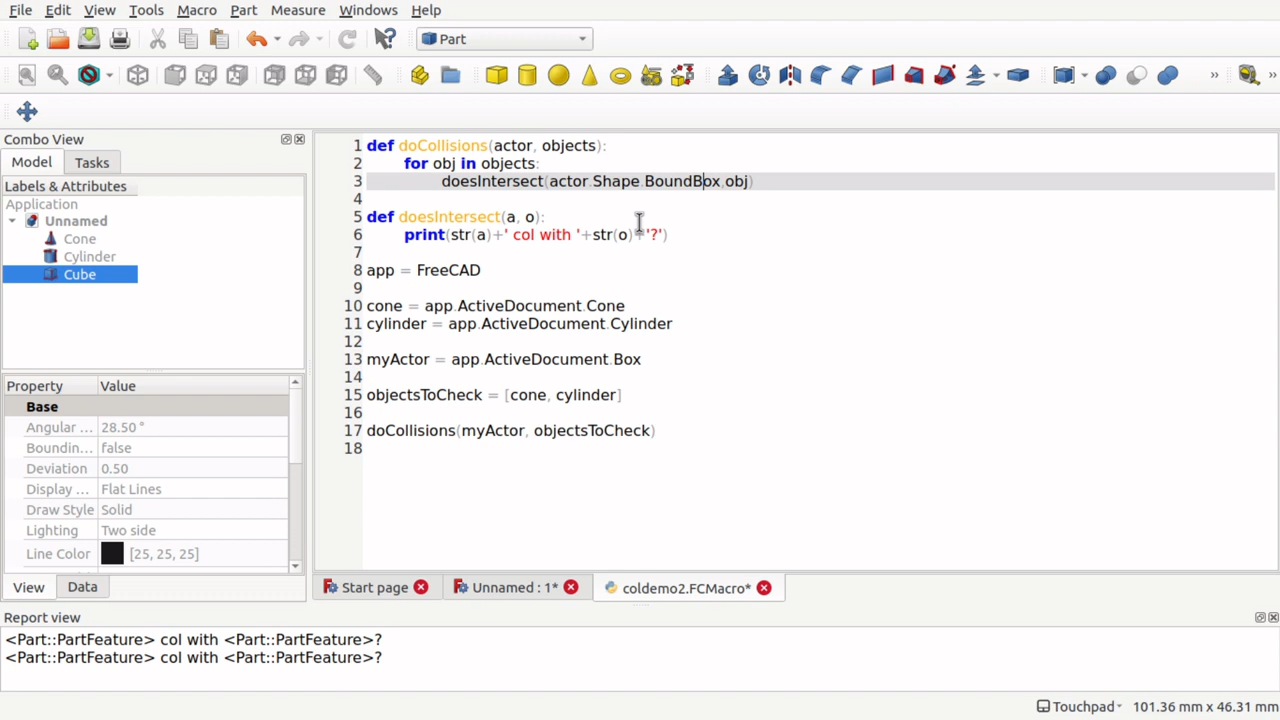 File Edit View Tools Macro Part Measure Windows Help
Part
»
»
Combo View
Model Tasks
Labels & Attributes
Application
Unnamed
Cone
Cylinder
Cube
Property Value
Base
Angular ... 28.50 °
Boundin... false
Deviation 0.50
Display ... Flat Lines
Draw Style Solid
Lighting Two side
Line Color [25, 25, 25]
View Data
1 def doCollisions(actor, objects):
2 for obj in objects:
3 doesIntersect(actor.Shape.BoundBox,obj)
4
5 def doesIntersect(a, o):
6 print(str(a)+' col with '+str(o)+'?')
7
8 app = FreeCAD
9
10 cone = app.ActiveDocument.Cone
11 cylinder = app.ActiveDocument.Cylinder
12
13 myActor = app.ActiveDocument.Box
14
15 objectsToCheck = [cone, cylinder]
16
17 doCollisions(myActor, objectsToCheck)
18
Start page Unnamed : 1* coldemo2.FCMacro*
Report view
<Part::PartFeature> col with <Part::PartFeature>?
<Part::PartFeature> col with <Part::PartFeature>?
Touchpad 101.36 mm x 46.31 mm